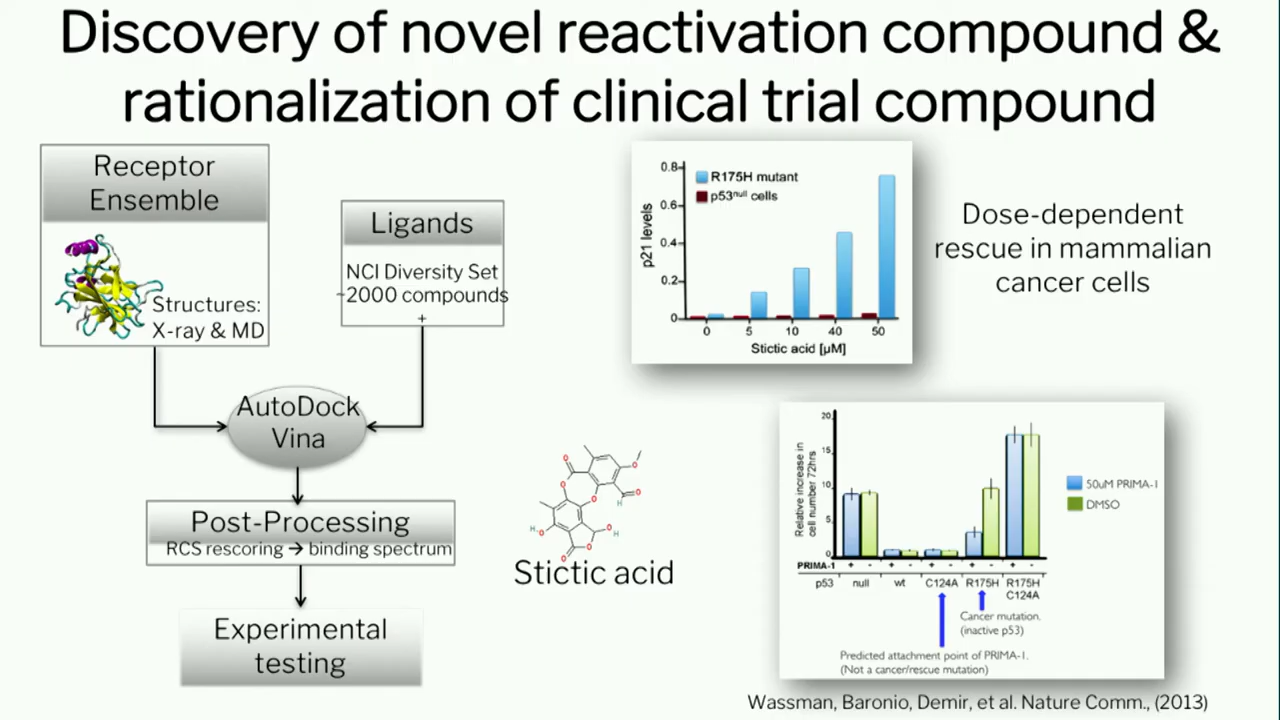 Discovery of novel reactivation compound &
rationalization of clinical trial compound
Receptor
Ensemble
Structures:
X-ray & MD
Ligands
NCI Diversity Set
~2000 compounds
+
AutoDock
Vina
Post-Processing
RCS rescoring → binding spectrum
Experimental
testing
Stictic acid
0.8
0.6
0.4
0.2
0
p21 levels
R175H mutant
p53null cells
0 5 10 40 50
Stictic acid [µM]
Dose-dependent
rescue in mammalian
cancer cells
20
15
10
5
0
Relative increase in
cell number 72hrs
50uM PRIMA-1
DMSO
PRIMA-1 + - + - + - + - + -
p53 null wt C124A R175H R175H
C124A
Cancer mutation.
(inactive p53)
Predicted attachment point of PRIMA-1.
(Not a cancer/rescue mutation)
Wassman, Baronio, Demir, et al. Nature Comm., (2013)